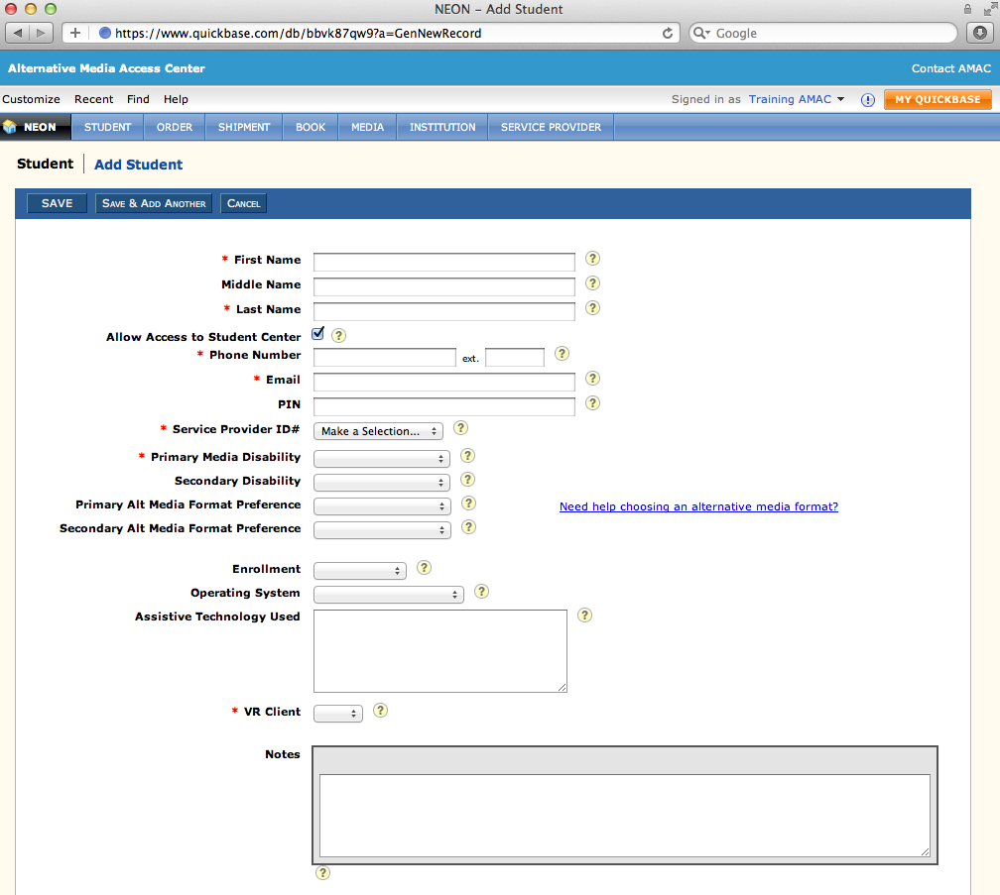 NEON – Add Student
https://www.quickbase.com/db/bbvk87qw9?a=GenNewRecord
Google
Alternative Media Access Center
Contact AMAC
Customize Recent Find Help
Signed in as Training AMAC
MY QUICKBASE
NEON STUDENT ORDER SHIPMENT BOOK MEDIA INSTITUTION SERVICE PROVIDER
Student Add Student
SAVE Save & Add Another Cancel
* First Name ?
Middle Name ?
* Last Name ?
Allow Access to Student Center ?
* Phone Number ext. ?
* Email ?
PIN ?
* Service Provider ID# Make a Selection... ?
* Primary Media Disability ?
Secondary Disability ?
Primary Alt Media Format Preference ? Need help choosing an alternative media format?
Secondary Alt Media Format Preference ?
Enrollment ?
Operating System ?
Assistive Technology Used ?
* VR Client ?
Notes
?